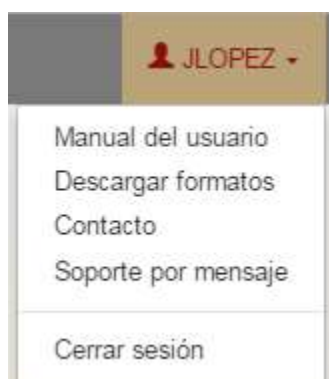 JLOPEZ
Manual del usuario
Descargar formatos
Contacto
Soporte por mensaje
Cerrar sesión